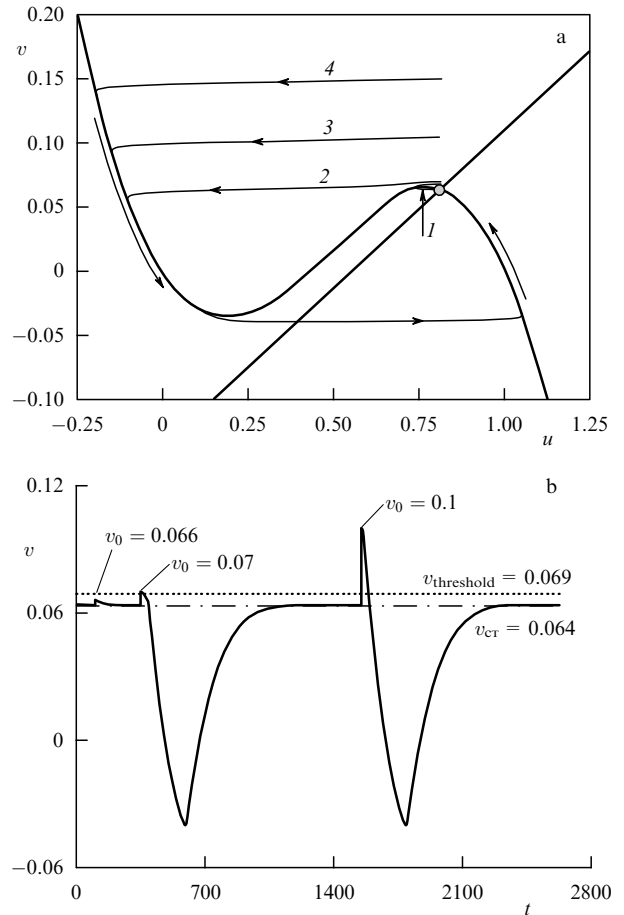 a
0.20
v
0.15
0.10
0.05
0
−0.05
−0.10
4
3
2
1
−0.25
0
0.25
0.50
0.75
1.00
1.25
u
b
0.12
v
0.06
0
−0.06
v0 = 0.066
v0 = 0.07
v0 = 0.1
vthreshold = 0.069
vст = 0.064
0
700
1400
2100
2800
t